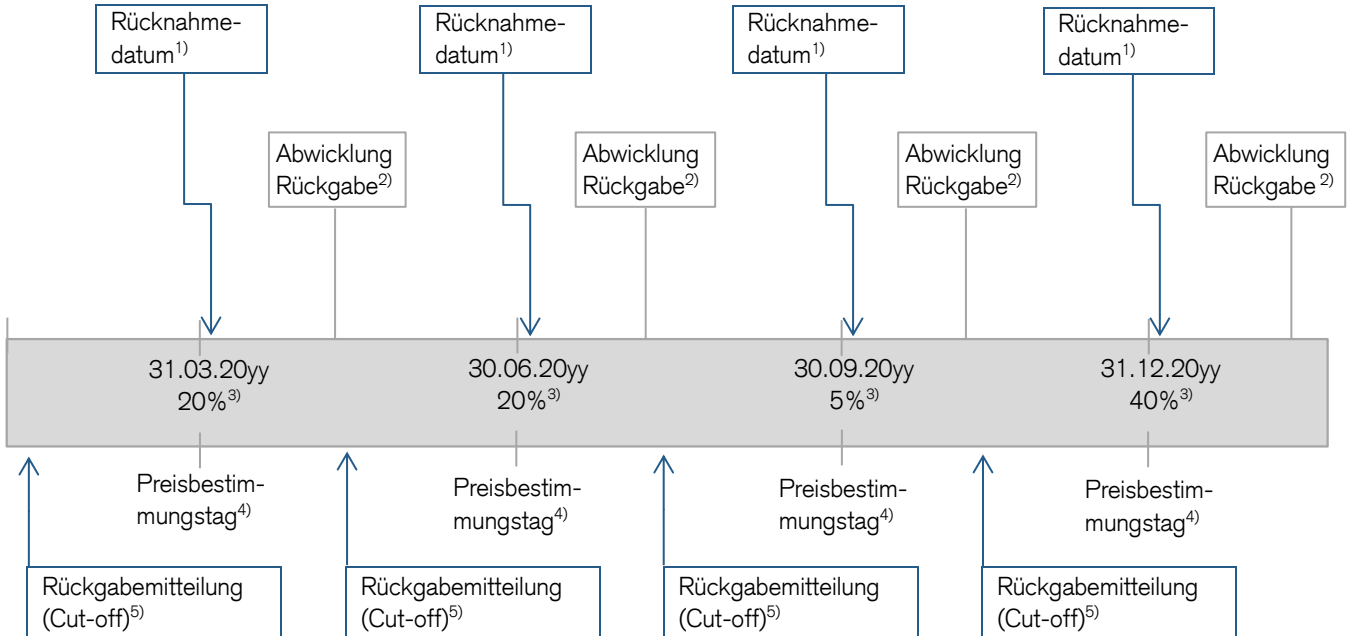 Rücknahme-
datum1)
Rücknahme-
datum1)
Rücknahme-
datum1)
Rücknahme-
datum1)
Abwicklung
Rückgabe2)
Abwicklung
Rückgabe2)
Abwicklung
Rückgabe2)
Abwicklung
Rückgabe 2)
31.03.20yy
20%3)
30.06.20yy
20%3)
30.09.20yy
5%3)
31.12.20yy
40%3)
Preisbestim-
mungstag4)
Preisbestim-
mungstag4)
Preisbestim-
mungstag4)
Preisbestim-
mungstag4)
Rückgabemitteilung
(Cut-off)5)
Rückgabemitteilung
(Cut-off)5)
Rückgabemitteilung
(Cut-off)5)
Rückgabemitteilung
(Cut-off)5)